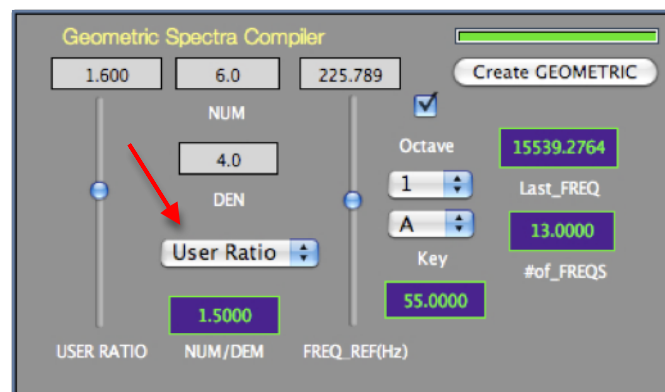 Geometric Spectra Compiler
1.600 6.0 225.789 Create GEOMETRIC
NUM
Octave 15539.2764
4.0
DEN 1 Last_FREQ
A 13.0000
User Ratio Key #of_FREQS
1.5000 55.0000
USER RATIO NUM/DEM FREQ_REF(Hz)